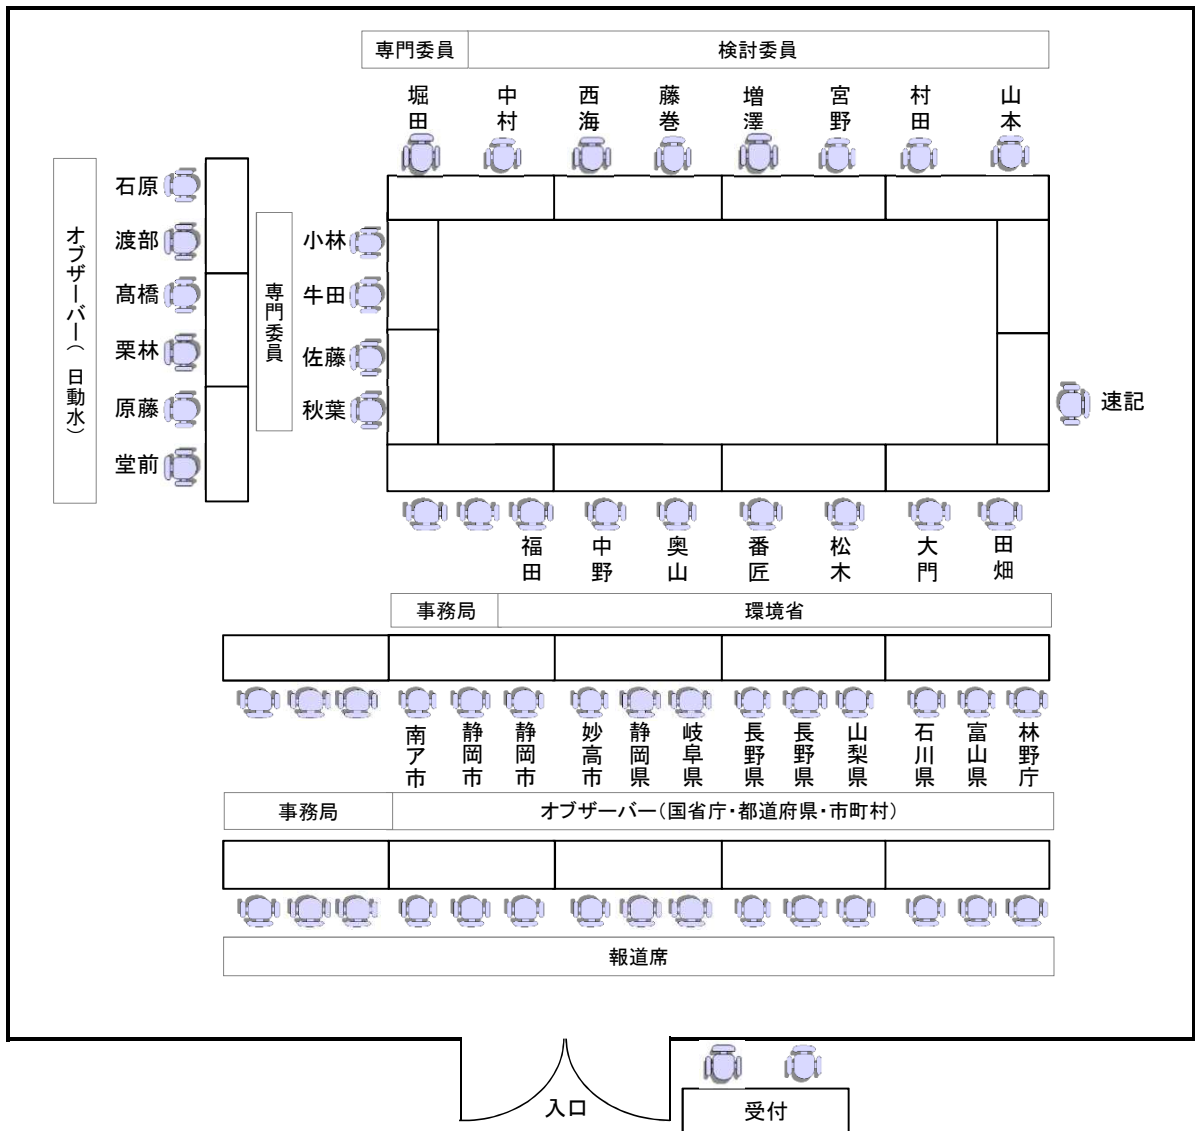 専門委員
検討委員
堀田
中村
西海
藤巻
増澤
宮野
村田
山本
オブザーバー(日動水)
石原
渡部
髙橋
栗林
原藤
堂前
専門委員
小林
牛田
佐藤
秋葉
速記
福田
中野
奥山
番匠
松木
大門
田畑
事務局
環境省
南ア市
静岡市
静岡市
妙高市
静岡県
岐阜県
長野県
長野県
山梨県
石川県
富山県
林野庁
事務局
オブザーバー(国省庁・都道府県・市町村)
報道席
入口
受付